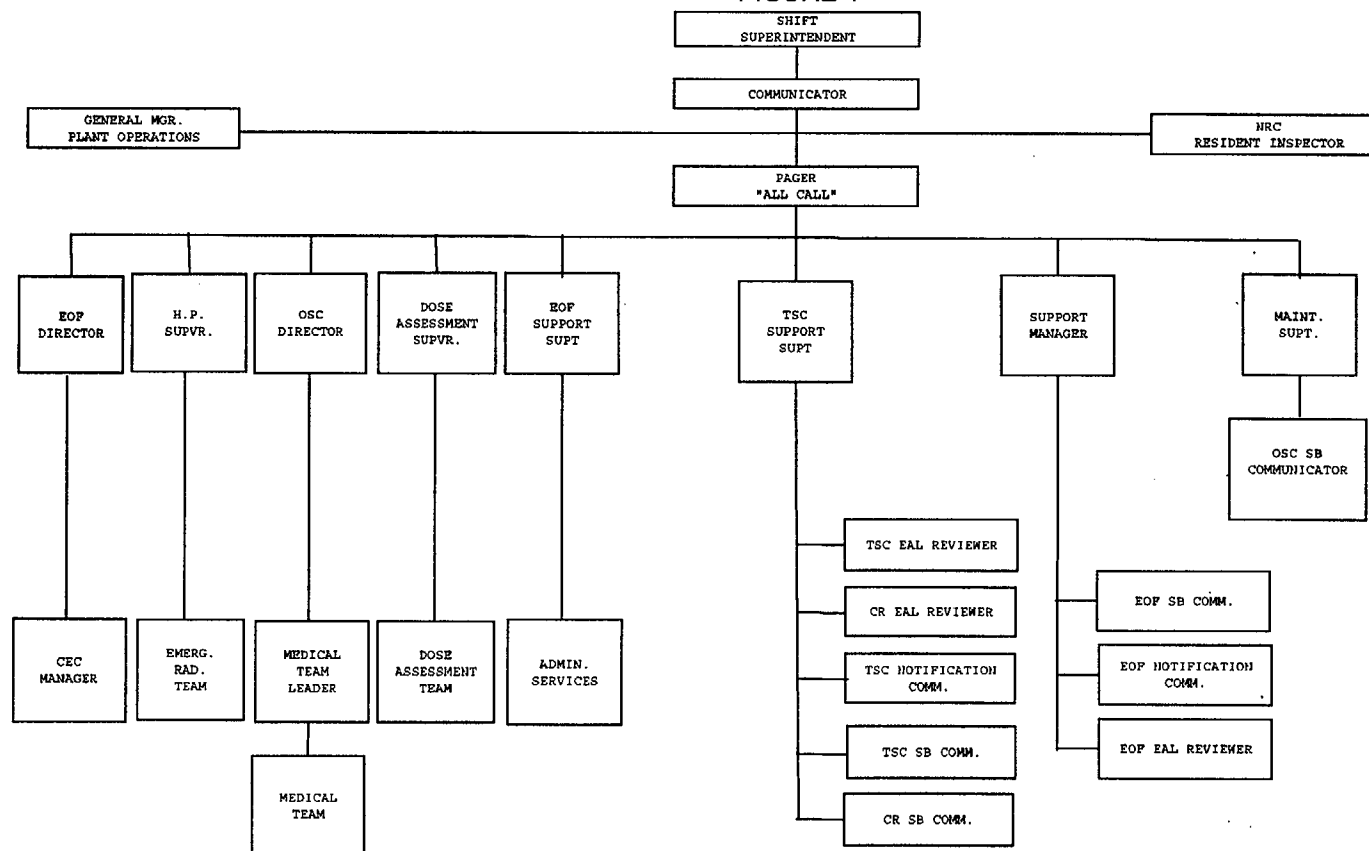 SHIFT
SUPERINTENDENT
COMMUNICATOR
GENERAL MGR.
PLANT OPERATIONS
NRC
RESIDENT INSPECTOR
PAGER
"ALL CALL"
EOF
DIRECTOR
H.P.
SUPVR.
OSC
DIRECTOR
DOSE
ASSESSMENT
SUPVR.
EOF
SUPPORT
SUPT
TSC
SUPPORT
SUPT
SUPPORT
MANAGER
MAINT.
SUPT.
OSC SB
COMMUNICATOR
TSC EAL REVIEWER
CR EAL REVIEWER
TSC NOTIFICATION
COMM.
TSC SB COMM.
CR SB COMM.
EOF SB COMM.
EOF NOTIFICATION
COMM.
EOF EAL REVIEWER
CEC
MANAGER
EMERG.
RAD.
TEAM
MEDICAL
TEAM
LEADER
DOSE
ASSESSMENT
TEAM
ADMIN.
SERVICES
MEDICAL
TEAM